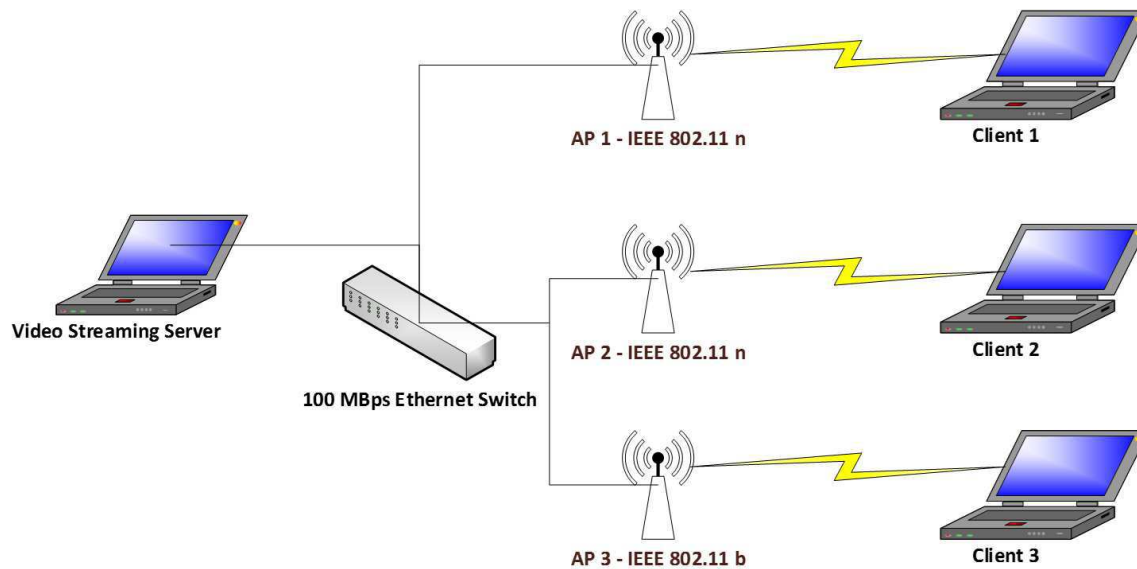 AP 1 - IEEE 802.11 n
Client 1
Video Streaming Server
100 MBps Ethernet Switch
AP 2 - IEEE 802.11 n
Client 2
AP 3 - IEEE 802.11 b
Client 3